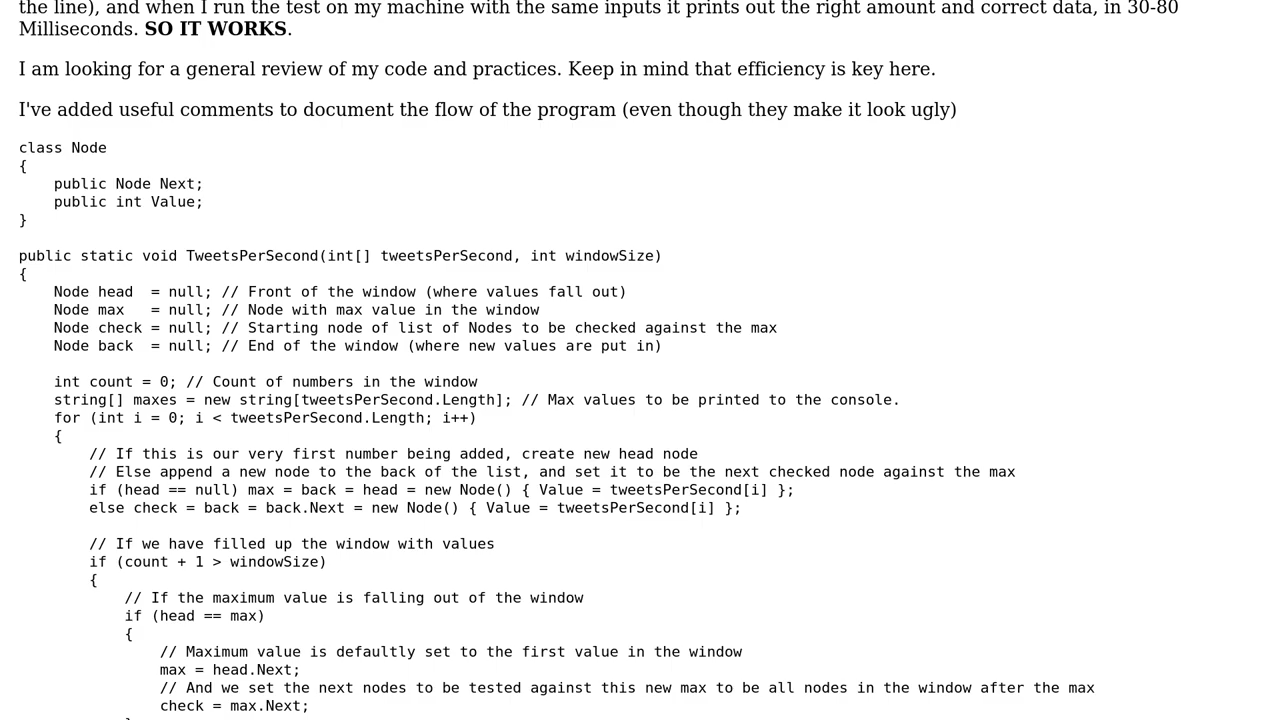 the line), and when I run the test on my machine with the same inputs it prints out the right amount and correct data, in 30-80
Milliseconds. SO IT WORKS.
I am looking for a general review of my code and practices. Keep in mind that efficiency is key here.
I've added useful comments to document the flow of the program (even though they make it look ugly)
class Node
{
    public Node Next;
    public int Value;
}
public static void TweetsPerSecond(int[] tweetsPerSecond, int windowSize)
{
    Node head  = null; // Front of the window (where values fall out)
    Node max   = null; // Node with max value in the window
    Node check = null; // Starting node of list of Nodes to be checked against the max
    Node back  = null; // End of the window (where new values are put in)
    int count = 0; // Count of numbers in the window
    string[] maxes = new string[tweetsPerSecond.Length]; // Max values to be printed to the console.
    for (int i = 0; i < tweetsPerSecond.Length; i++)
    {
        // If this is our very first number being added, create new head node
        // Else append a new node to the back of the list, and set it to be the next checked node against the max
        if (head == null) max = back = head = new Node() { Value = tweetsPerSecond[i] };
        else check = back = back.Next = new Node() { Value = tweetsPerSecond[i] };
        // If we have filled up the window with values
        if (count + 1 > windowSize)
        {
            // If the maximum value is falling out of the window
            if (head == max)
            {
                // Maximum value is defaultly set to the first value in the window
                max = head.Next;
                // And we set the next nodes to be tested against this new max to be all nodes in the window after the max
                check = max.Next;